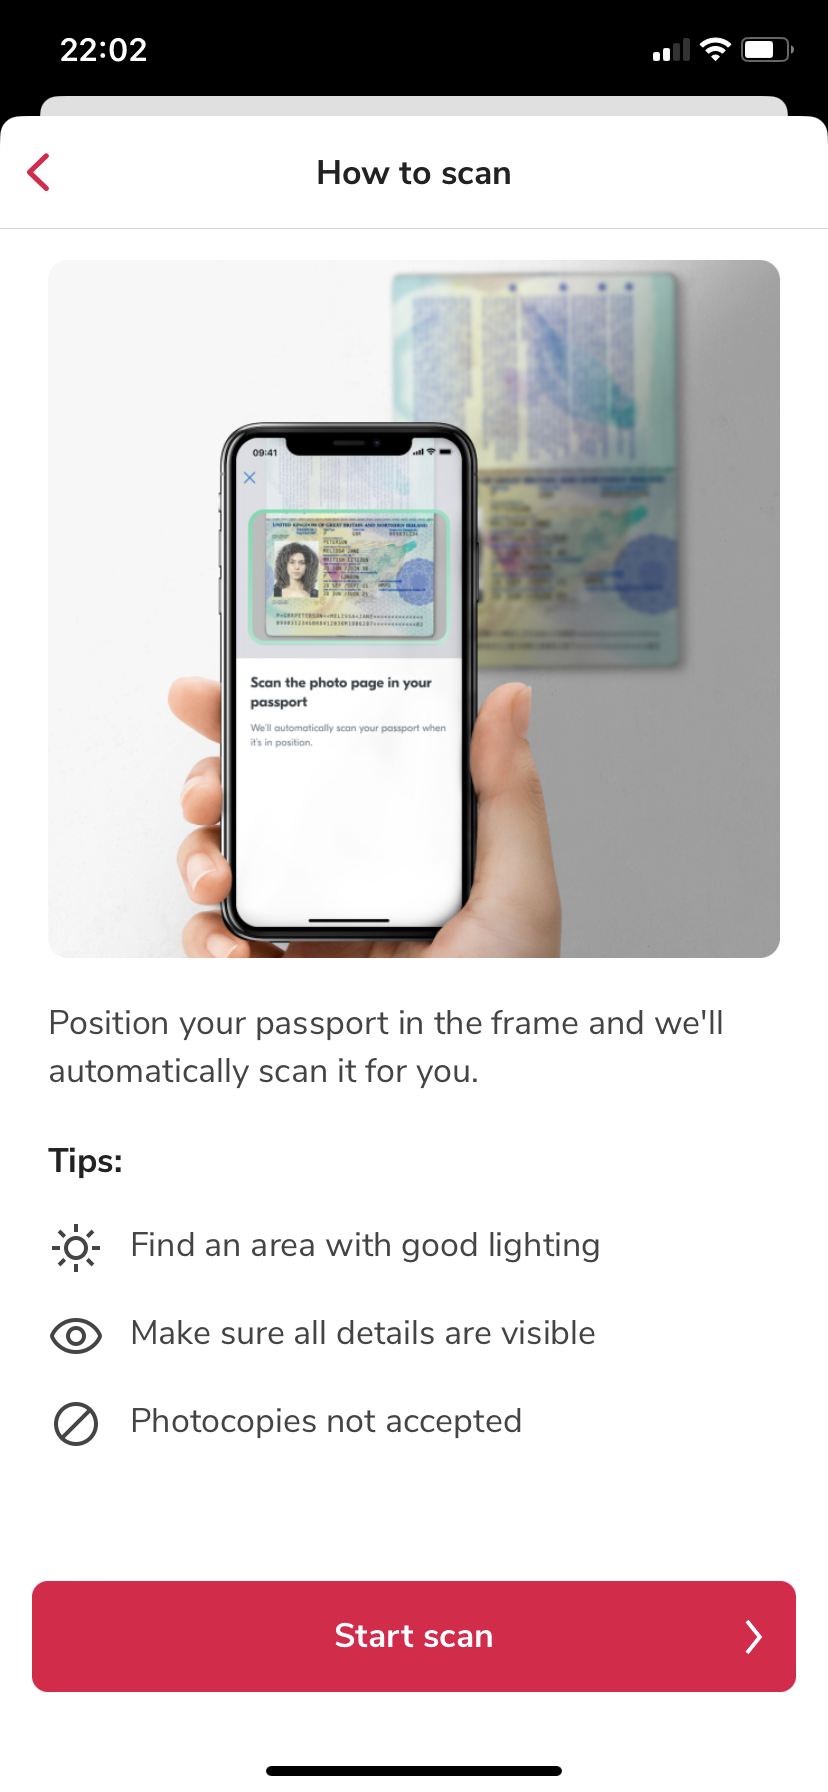 22:02
How to scan
09:41
UNITED KINGDOM OF GREAT BRITAIN AND NORTHERN IRELAND
PETERSON
MELISSA JANE
BRITISH CITIZEN
LONDON
Scan the photo page in your
passport
We'll automatically scan your passport when
it's in position.
Position your passport in the frame and we'll
automatically scan it for you.
Tips:
Find an area with good lighting
Make sure all details are visible
Photocopies not accepted
Start scan